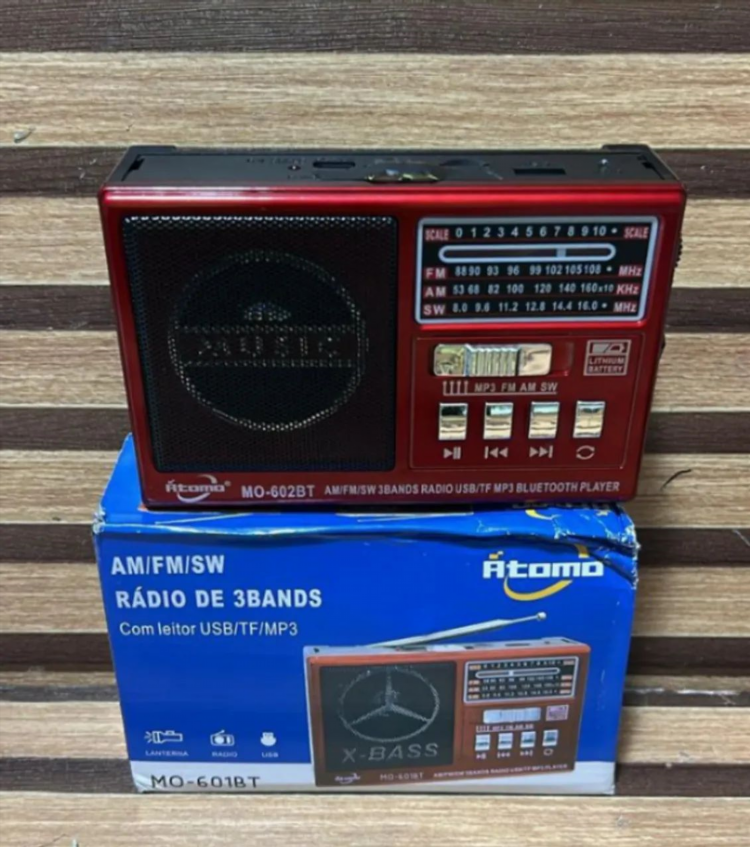 SCALE 0 1 2 3 4 5 6 7 8 9 10 • SCALE
FM 88 90 93 96 99 102 105 108 • MHz
AM 53 68 82 100 120 140 160x10 KHz
SW 8.0 9.6 11.2 12.8 14.4 16.0 • MHz
MUSIC
LITHIUM
BATTERY
MP3 FM AM SW
Atomo® MO-602BT AM/FM/SW 3BANDS RADIO USB/TF MP3 BLUETOOTH PLAYER
AM/FM/SW
RÁDIO DE 3BANDS
Com leitor USB/TF/MP3
Atomo
X-BASS
LANTERNA RADIO USB
MO-601BT
MO-601BT